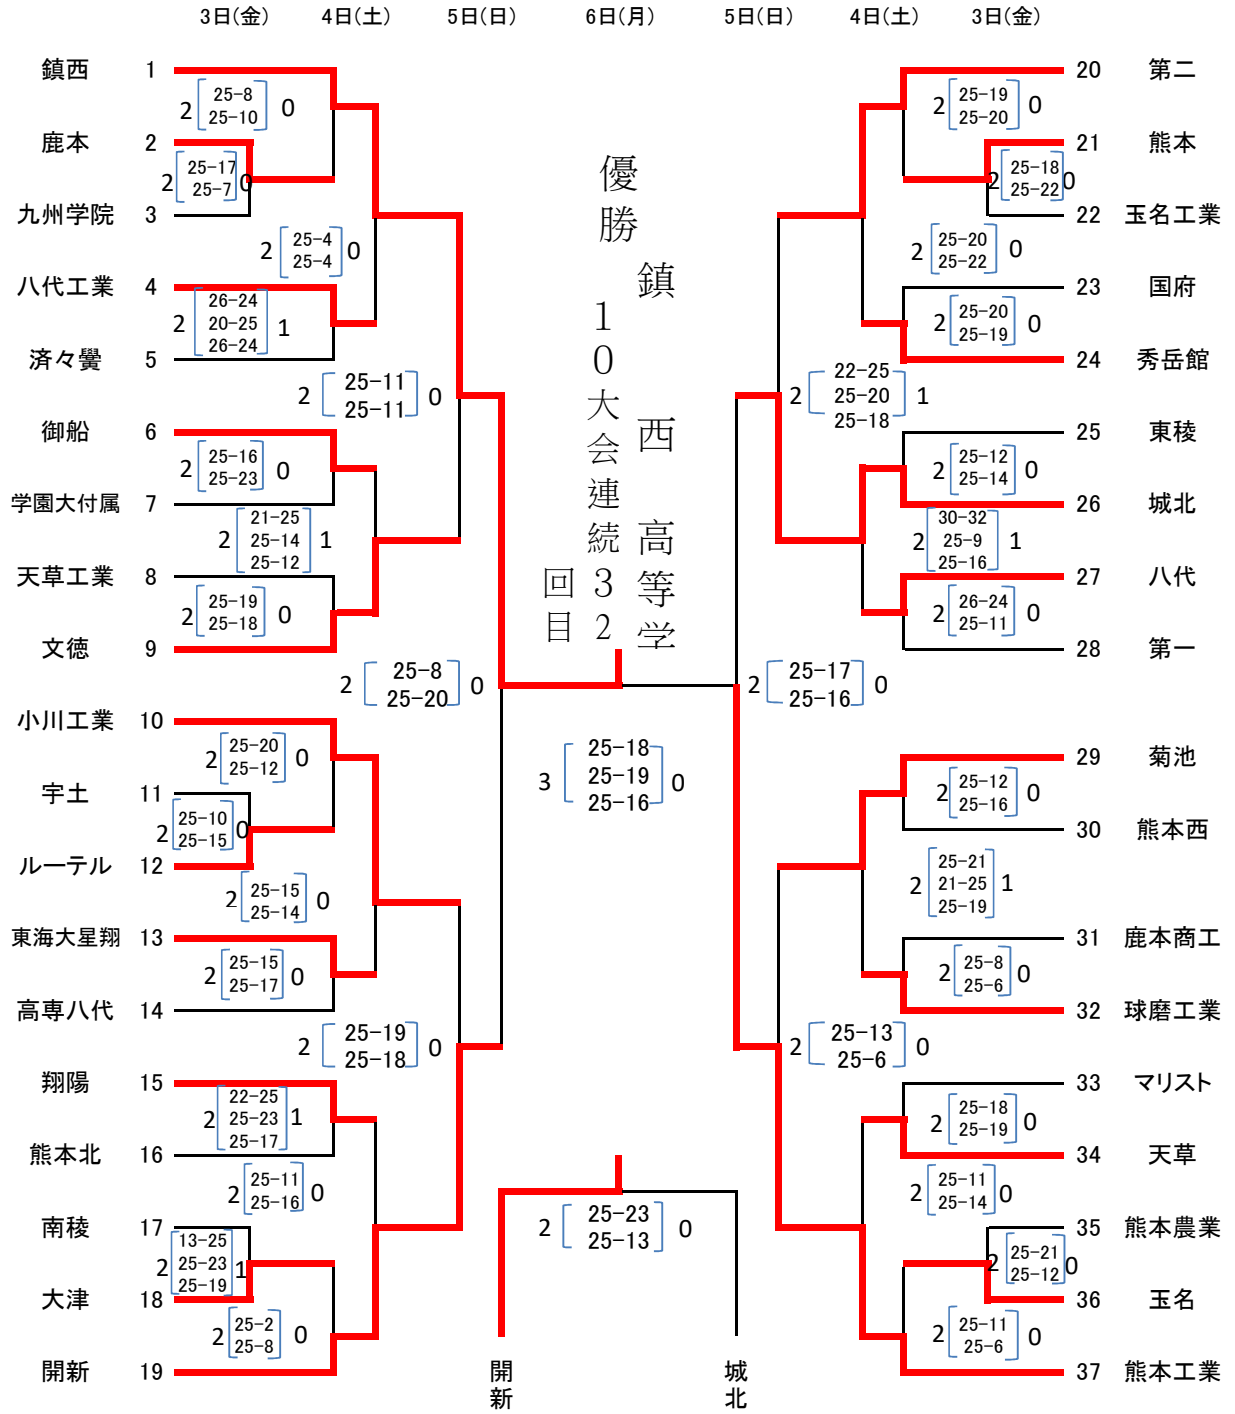 3日(金) 4日(土) 5日(日) 6日(月) 5日(日) 4日(土) 3日(金)
鎮西 1
2 25-8 0
25-10
鹿本 2
2 25-17 0
25-7
九州学院 3
2 25-4 0
25-4
八代工業 4
2 26-24 1
20-25
26-24
済々黌 5
2 25-11 0
25-11
御船 6
2 25-16 0
25-23
学園大付属 7
2 21-25 1
25-14
25-12
天草工業 8
2 25-19 0
25-18
文徳 9
2 25-8 0
25-20
小川工業 10
2 25-20 0
25-12
宇土 11
2 25-10 0
25-15
ルーテル 12
2 25-15 0
25-14
東海大星翔 13
2 25-15 0
25-17
高専八代 14
2 25-19 0
25-18
翔陽 15
2 22-25 1
25-23
25-17
熊本北 16
2 25-11 0
25-16
南稜 17
2 13-25 1
25-23
25-19
大津 18
2 25-2 0
25-8
開新 19
優勝
鎮西高等学
10大会連続32
回目
3 25-18 0
25-19
25-16
2 25-23 0
25-13
開新
城北
20 第二
2 25-19 0
25-20
21 熊本
2 25-18 0
25-22
22 玉名工業
2 25-20 0
25-22
23 国府
2 25-20 0
25-19
24 秀岳館
2 22-25 1
25-20
25-18
25 東稜
2 25-12 0
25-14
26 城北
2 30-32 1
25-9
25-16
27 八代
2 26-24 0
25-11
28 第一
2 25-17 0
25-16
29 菊池
2 25-12 0
25-16
30 熊本西
2 25-21 1
21-25
25-19
31 鹿本商工
2 25-8 0
25-6
32 球磨工業
2 25-13 0
25-6
33 マリスト
2 25-18 0
25-19
34 天草
2 25-11 0
25-14
35 熊本農業
2 25-21 0
25-12
36 玉名
2 25-11 0
25-6
37 熊本工業